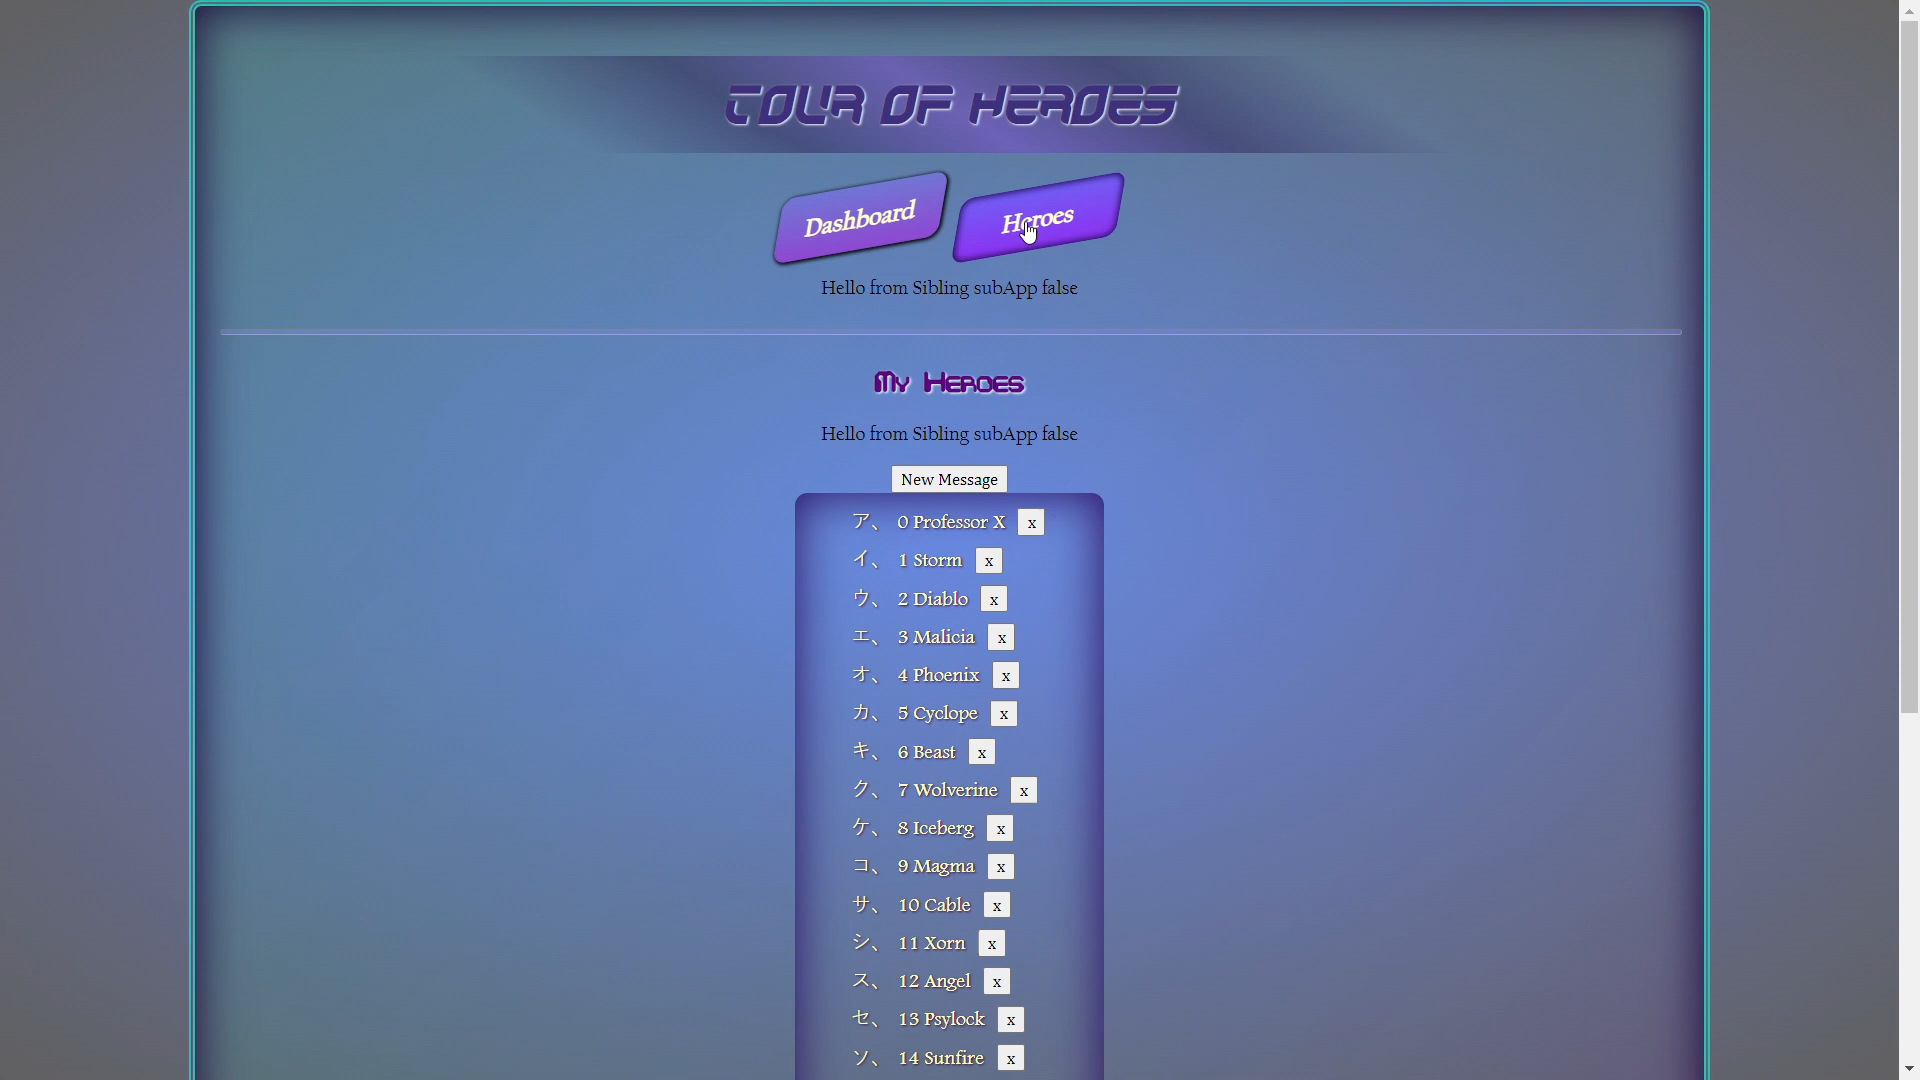 TOUR OF HEROES
Dashboard Heroes
Hello from Sibling subApp false
My Heroes
Hello from Sibling subApp false
New Message
ア、 0 Professor X x
イ、 1 Storm x
ウ、 2 Diablo x
エ、 3 Malicia x
オ、 4 Phoenix x
カ、 5 Cyclope x
キ、 6 Beast x
ク、 7 Wolverine x
ケ、 8 Iceberg x
コ、 9 Magma x
サ、 10 Cable x
シ、 11 Xorn x
ス、 12 Angel x
セ、 13 Psylock x
ソ、 14 Sunfire x